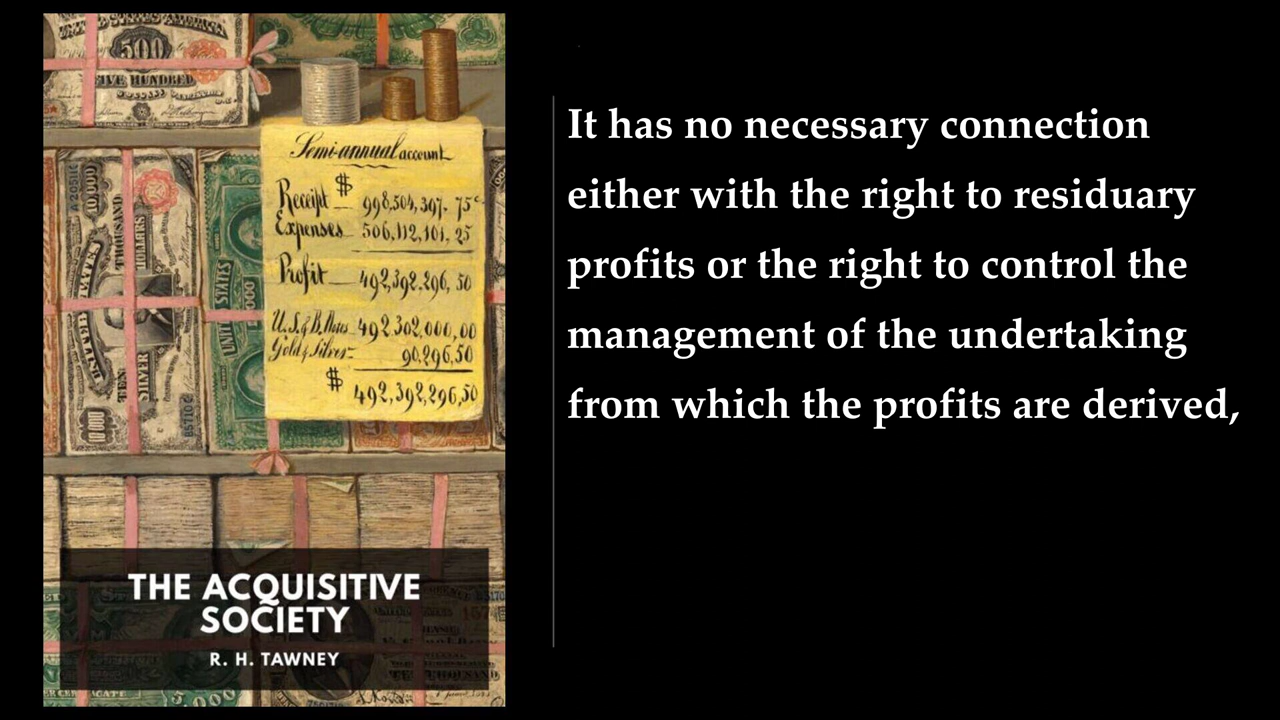 500
FIVE HUNDRED
Semi-annual account
$
Receipt 998,504,397. 75c
Expenses 506,112,101, 25
Profit 492,392,296, 50
U.S. & B. Notes 492 302,000,00
Gold & Silver 90,296,50
$
492,392,296,50
THE ACQUISITIVE
SOCIETY
R. H. TAWNEY
It has no necessary connection
either with the right to residuary
profits or the right to control the
management of the undertaking
from which the profits are derived,